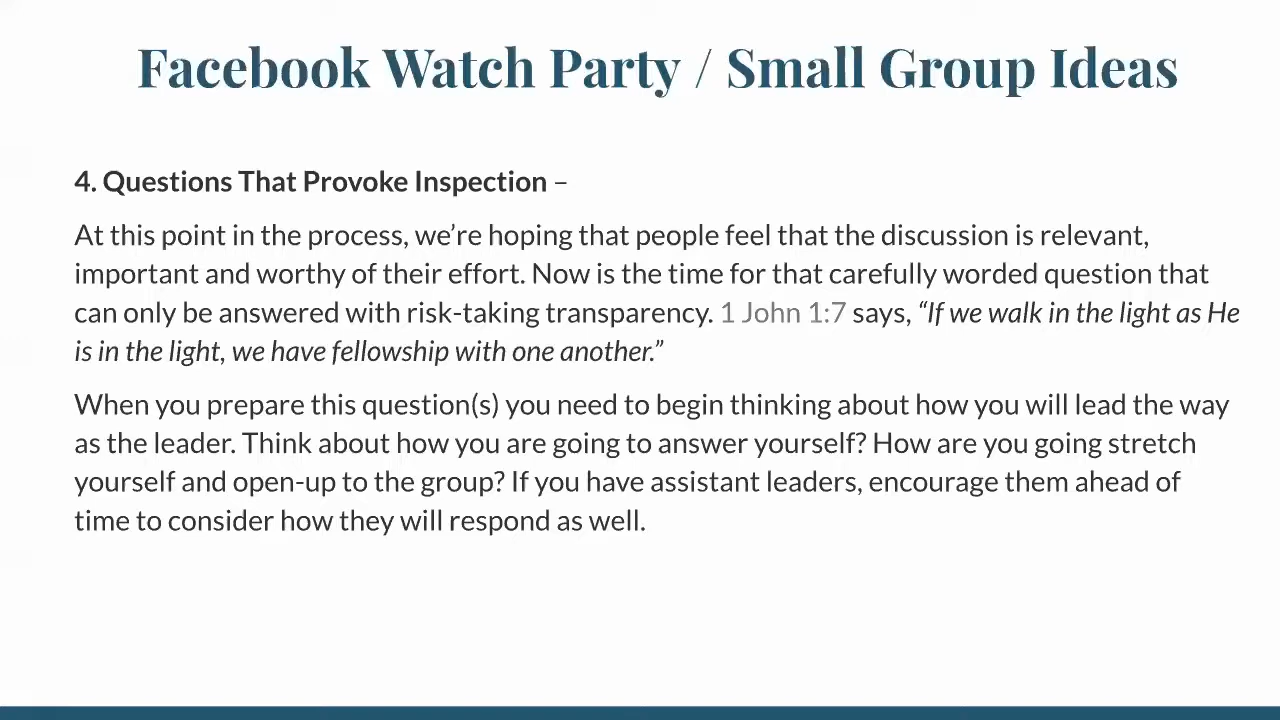 Facebook Watch Party / Small Group Ideas
4. Questions That Provoke Inspection –
At this point in the process, we’re hoping that people feel that the discussion is relevant,
important and worthy of their effort. Now is the time for that carefully worded question that
can only be answered with risk-taking transparency. 1 John 1:7 says, “If we walk in the light as He
is in the light, we have fellowship with one another.”
When you prepare this question(s) you need to begin thinking about how you will lead the way
as the leader. Think about how you are going to answer yourself? How are you going stretch
yourself and open-up to the group? If you have assistant leaders, encourage them ahead of
time to consider how they will respond as well.